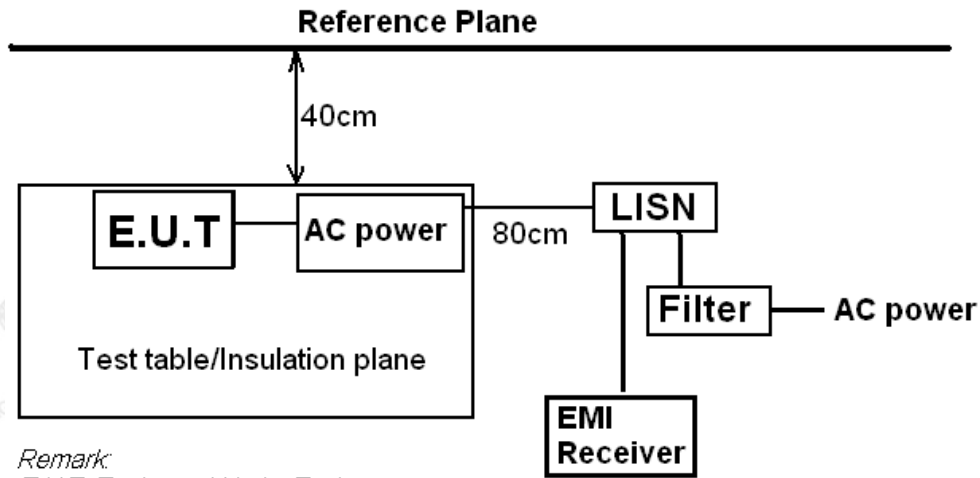 Reference Plane
40cm
E.U.T
AC power
80cm
LISN
Filter
AC power
Test table/Insulation plane
EMI
Receiver
Remark: